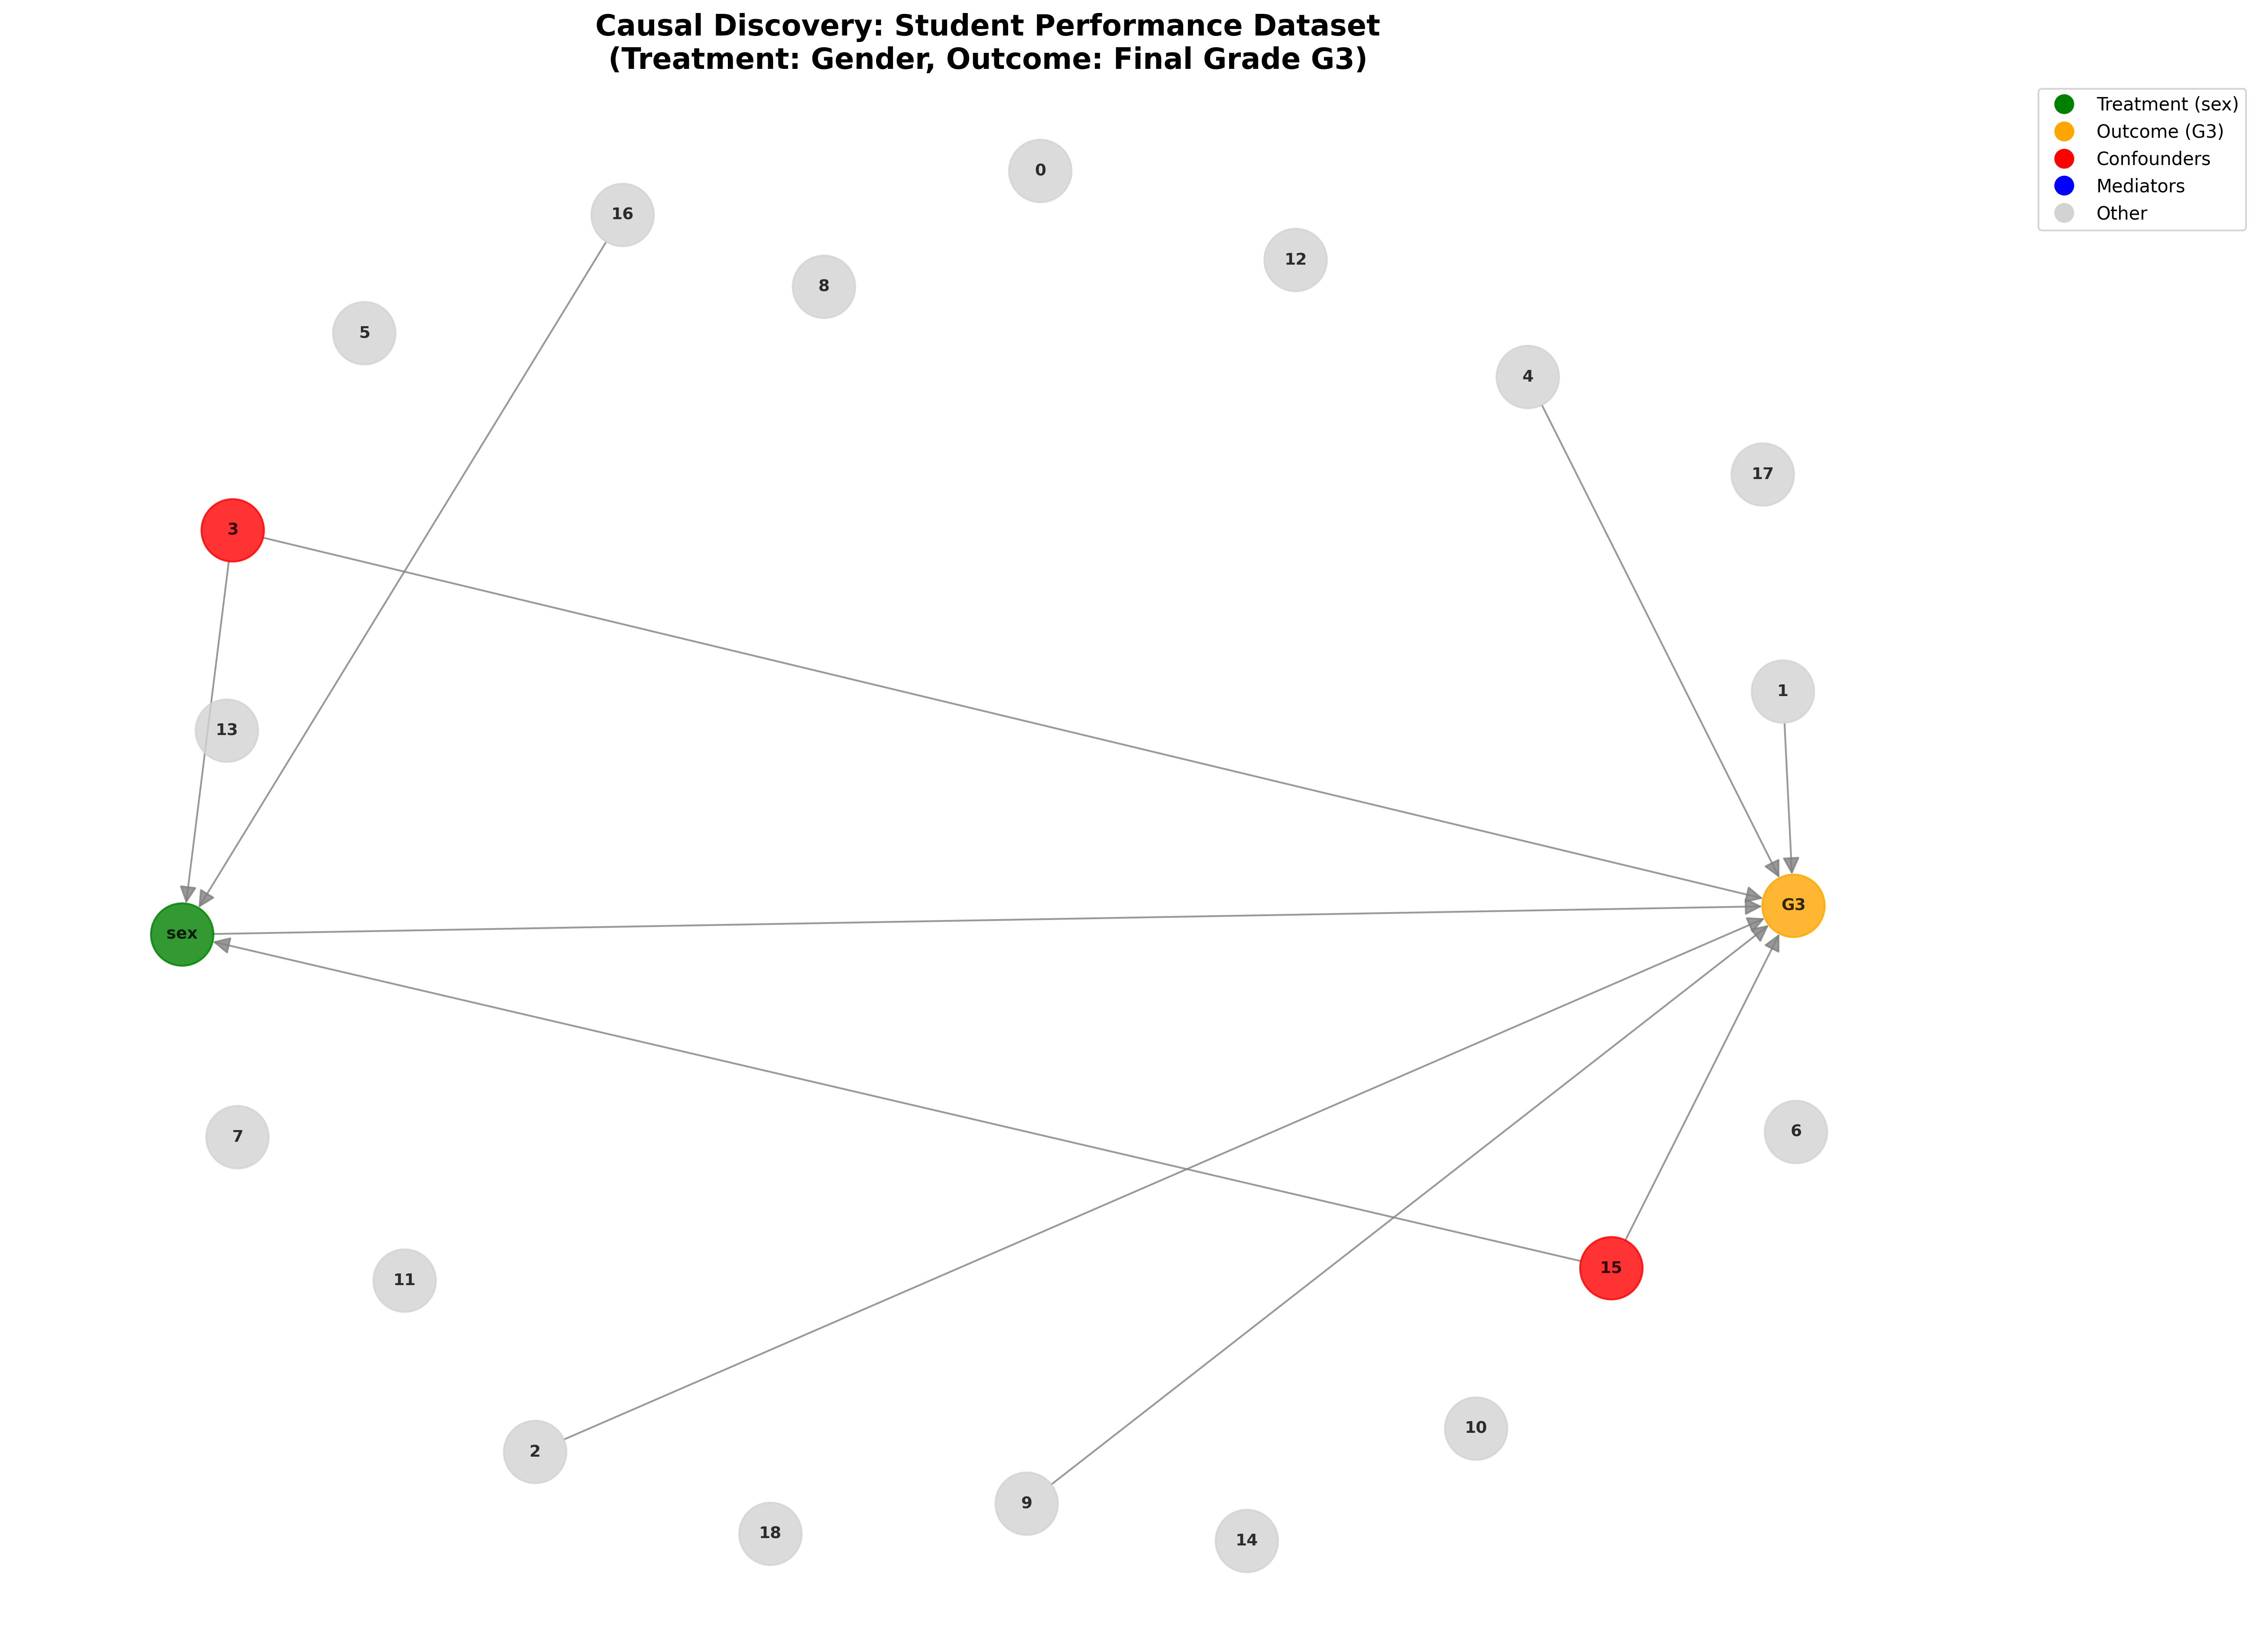 Causal Discovery: Student Performance Dataset
(Treatment: Gender, Outcome: Final Grade G3)
Treatment (sex)
Outcome (G3)
Confounders
Mediators
Other
0
16
12
8
5
4
17
3
1
13
G3
sex
6
7
15
11
10
2
9
18
14